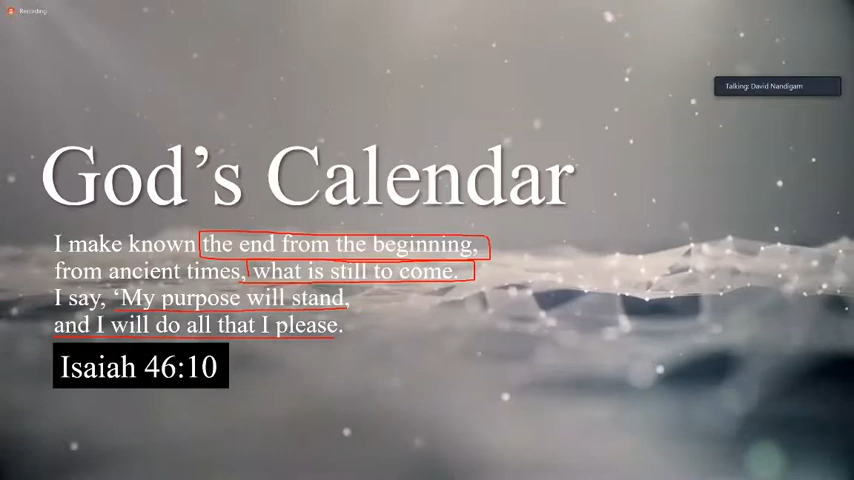 Recording
Talking: David Nandigam
God's Calendar
I make known the end from the beginning,
from ancient times, what is still to come.
I say, ‘My purpose will stand,
and I will do all that I please.
Isaiah 46:10